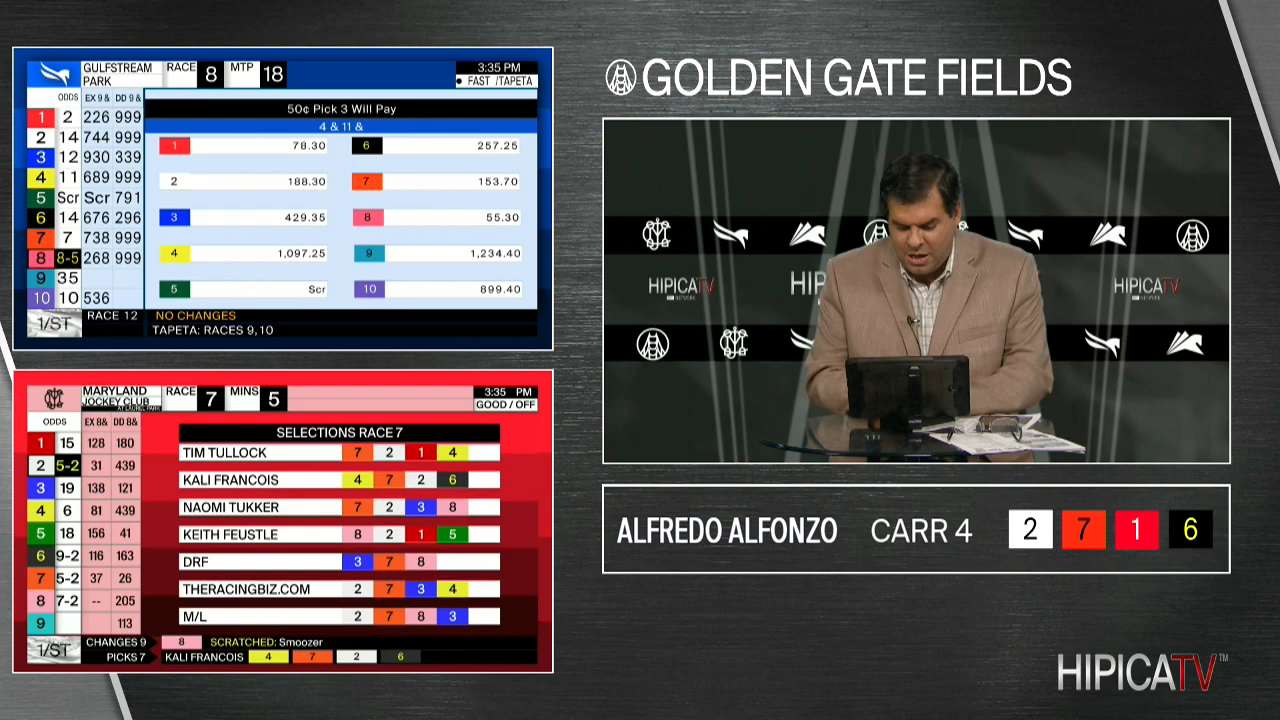 GULFSTREAM PARK
RACE 8 MTP 18
3:35 PM
FAST /TAPETA
ODDS EX 9 & DD 9 &
1 2 226 999
2 14 744 999
3 12 930 339
4 11 689 999
5 Scr Scr 791
6 14 676 296
7 7 738 999
8 8-5 268 999
9 35
10 10 536
50¢ Pick 3 Will Pay
4 & 11 &
1 78.30 6 257.25
2 188.30 7 153.70
3 429.35 8 55.30
4 1,097.25 9 1,234.40
5 Scr 10 899.40
1/ST RACE 12 NO CHANGES
TAPETA: RACES 9,10
MARYLAND
JOCKEY CLUB
AT LAUREL PARK
RACE 7 MINS 5
3:35 PM
GOOD / OFF
ODDS EX 8& DD 8&
1 15 128 180
2 5-2 31 439
3 19 138 121
4 6 81 439
5 18 156 41
6 9-2 116 163
7 5-2 37 26
8 7-2 -- 205
9 113
SELECTIONS RACE 7
TIM TULLOCK 7 2 1 4
KALI FRANCOIS 4 7 2 6
NAOMI TUKKER 7 2 3 8
KEITH FEUSTLE 8 2 1 5
DRF 3 7 8
THERACINGBIZ.COM 2 7 3 4
M/L 2 7 8 3
1/ST CHANGES 9 8 SCRATCHED: Smoozer
PICKS 7 KALI FRANCOIS 4 7 2 6
GOLDEN GATE FIELDS
HIPICATV HIP HIPICATV
ALFREDO ALFONZO CARR 4 2 7 1 6
HIPICATV™